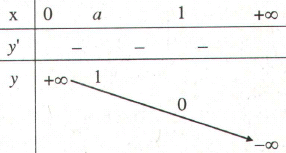 x 0 a 1 +∞
y' – – –
y +∞ 1
0
–∞